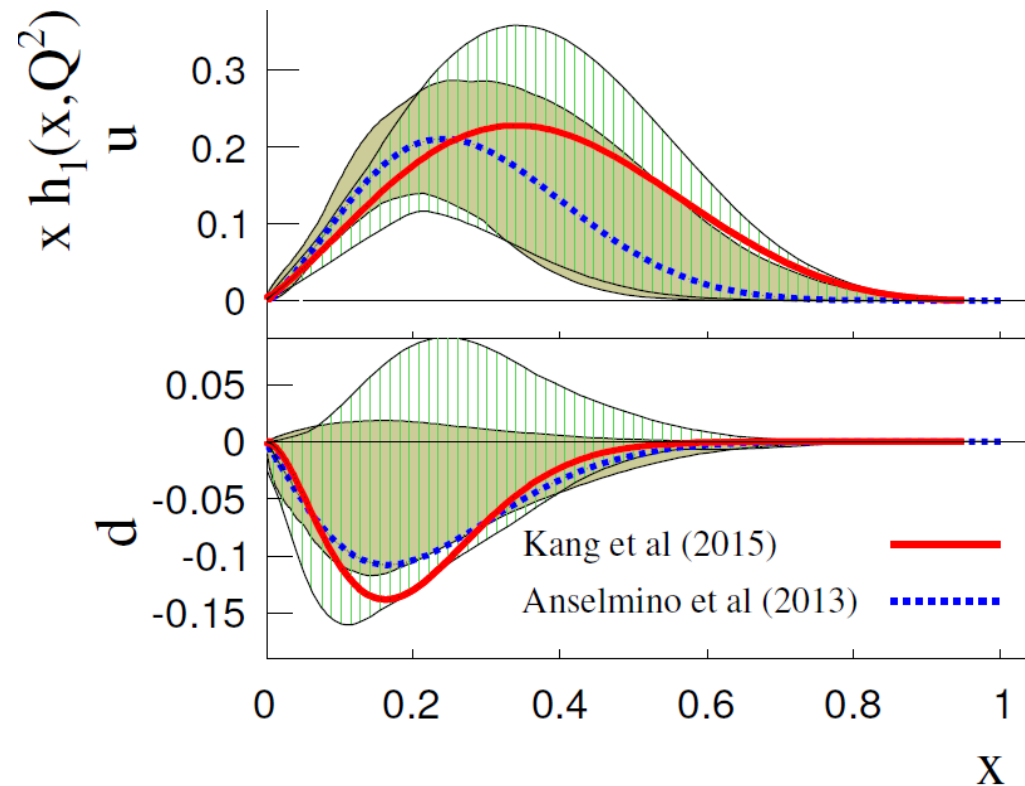 x h₁(x,Q²)
u
0.3
0.2
0.1
0
d
0.05
0
-0.05
-0.1
-0.15
Kang et al (2015)
Anselmino et al (2013)
0 0.2 0.4 0.6 0.8 1
x